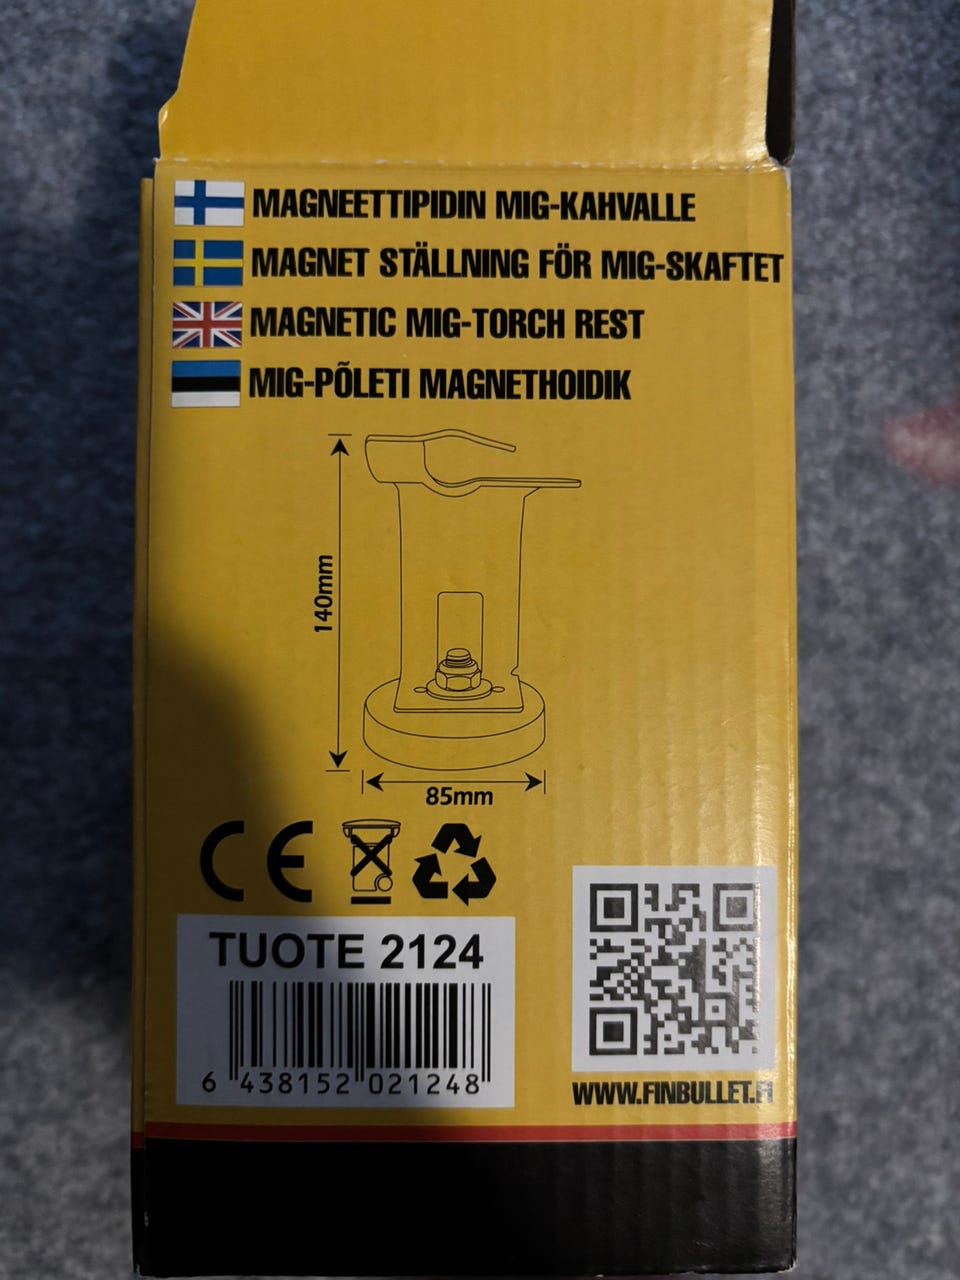 MAGNEETTIPIDIN MIG-KAHVALLE
MAGNET STÄLLNING FÖR MIG-SKAFTET
MAGNETIC MIG-TORCH REST
MIG-PÕLETI MAGNETHOIDIK
140mm
85mm
CE
TUOTE 2124
6 438152 021248
WWW.FINBULLET.FI